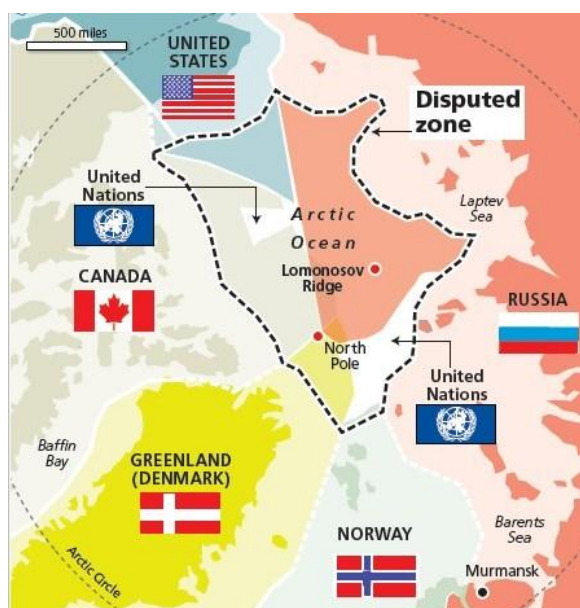 500 miles
UNITED
STATES
Disputed
zone
United
Nations
Arctic
Ocean
Laptev
Sea
Lomonosov
Ridge
CANADA
RUSSIA
North
Pole
United
Nations
Baffin
Bay
GREENLAND
(DENMARK)
NORWAY
Barents
Sea
Arctic Circle
Murmansk